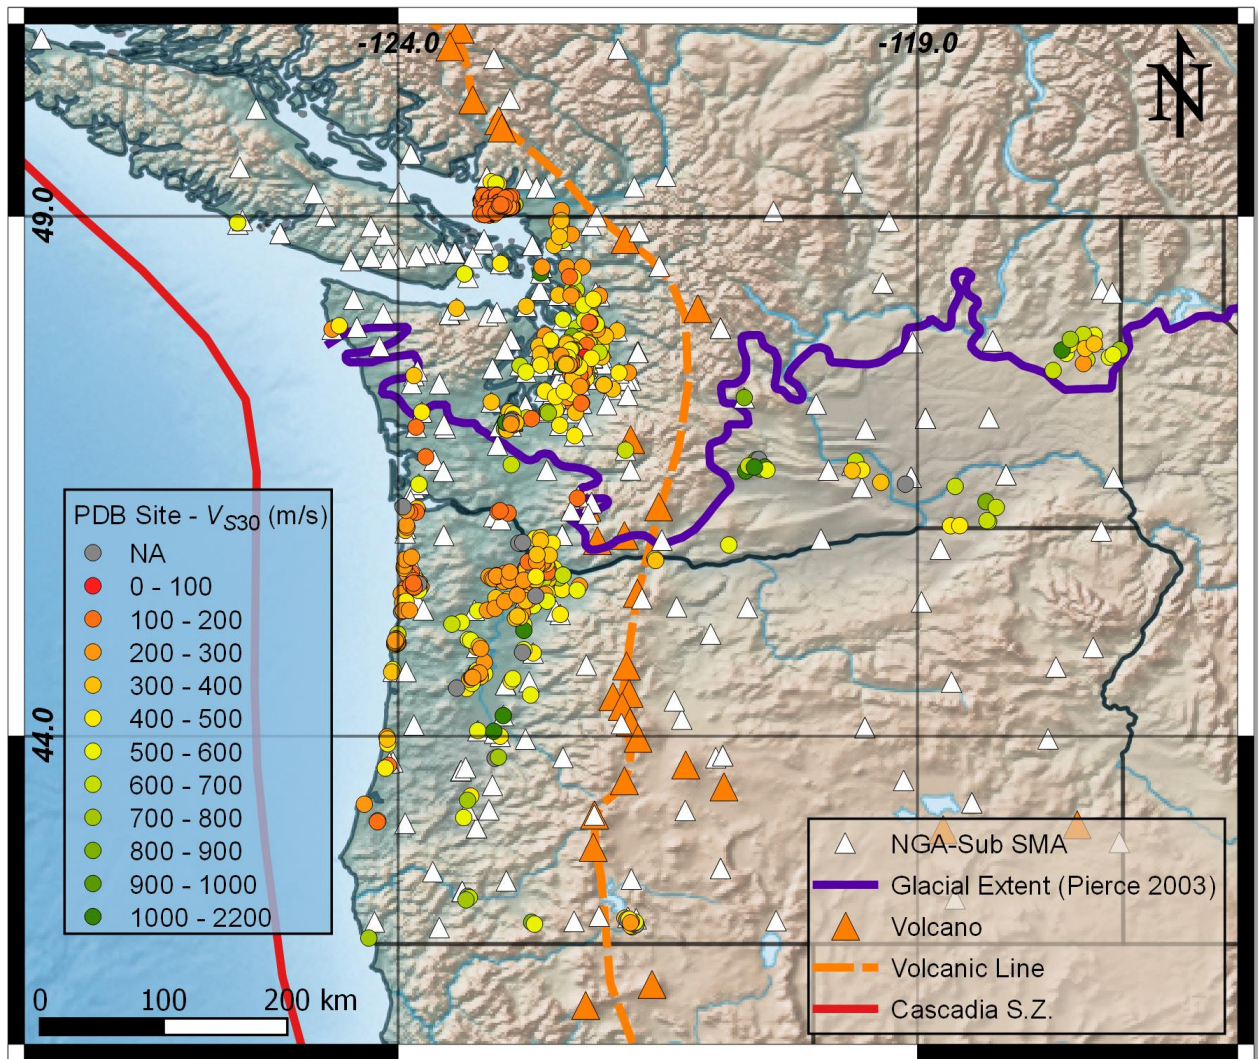 -124.0
-119.0
N
49.0
44.0
PDB Site - VS30 (m/s)
NA
0 - 100
100 - 200
200 - 300
300 - 400
400 - 500
500 - 600
600 - 700
700 - 800
800 - 900
900 - 1000
1000 - 2200
NGA-Sub SMA
Glacial Extent (Pierce 2003)
Volcano
Volcanic Line
Cascadia S.Z.
0 100 200 km